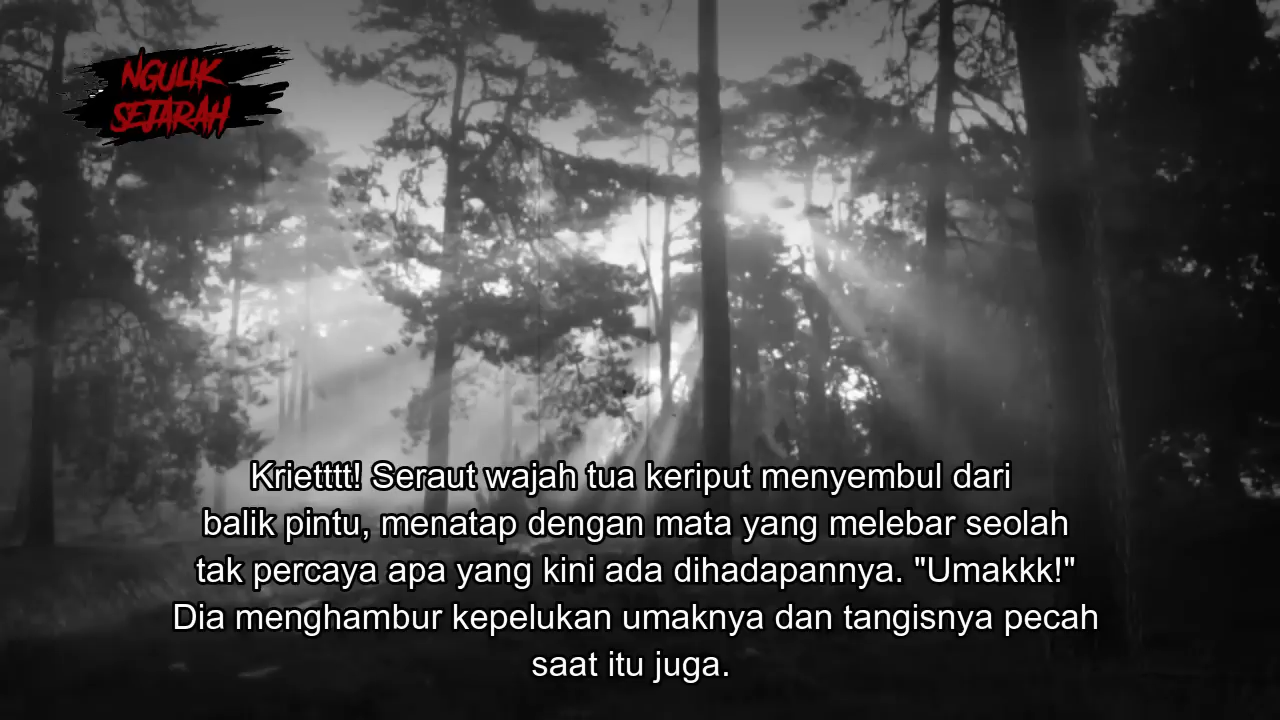 NGULIK
SEJARAH
Krietttt! Seraut wajah tua keriput menyembul dari
balik pintu, menatap dengan mata yang melebar seolah
tak percaya apa yang kini ada dihadapannya. "Umakkk!"
Dia menghambur kepelukan umaknya dan tangisnya pecah
saat itu juga.